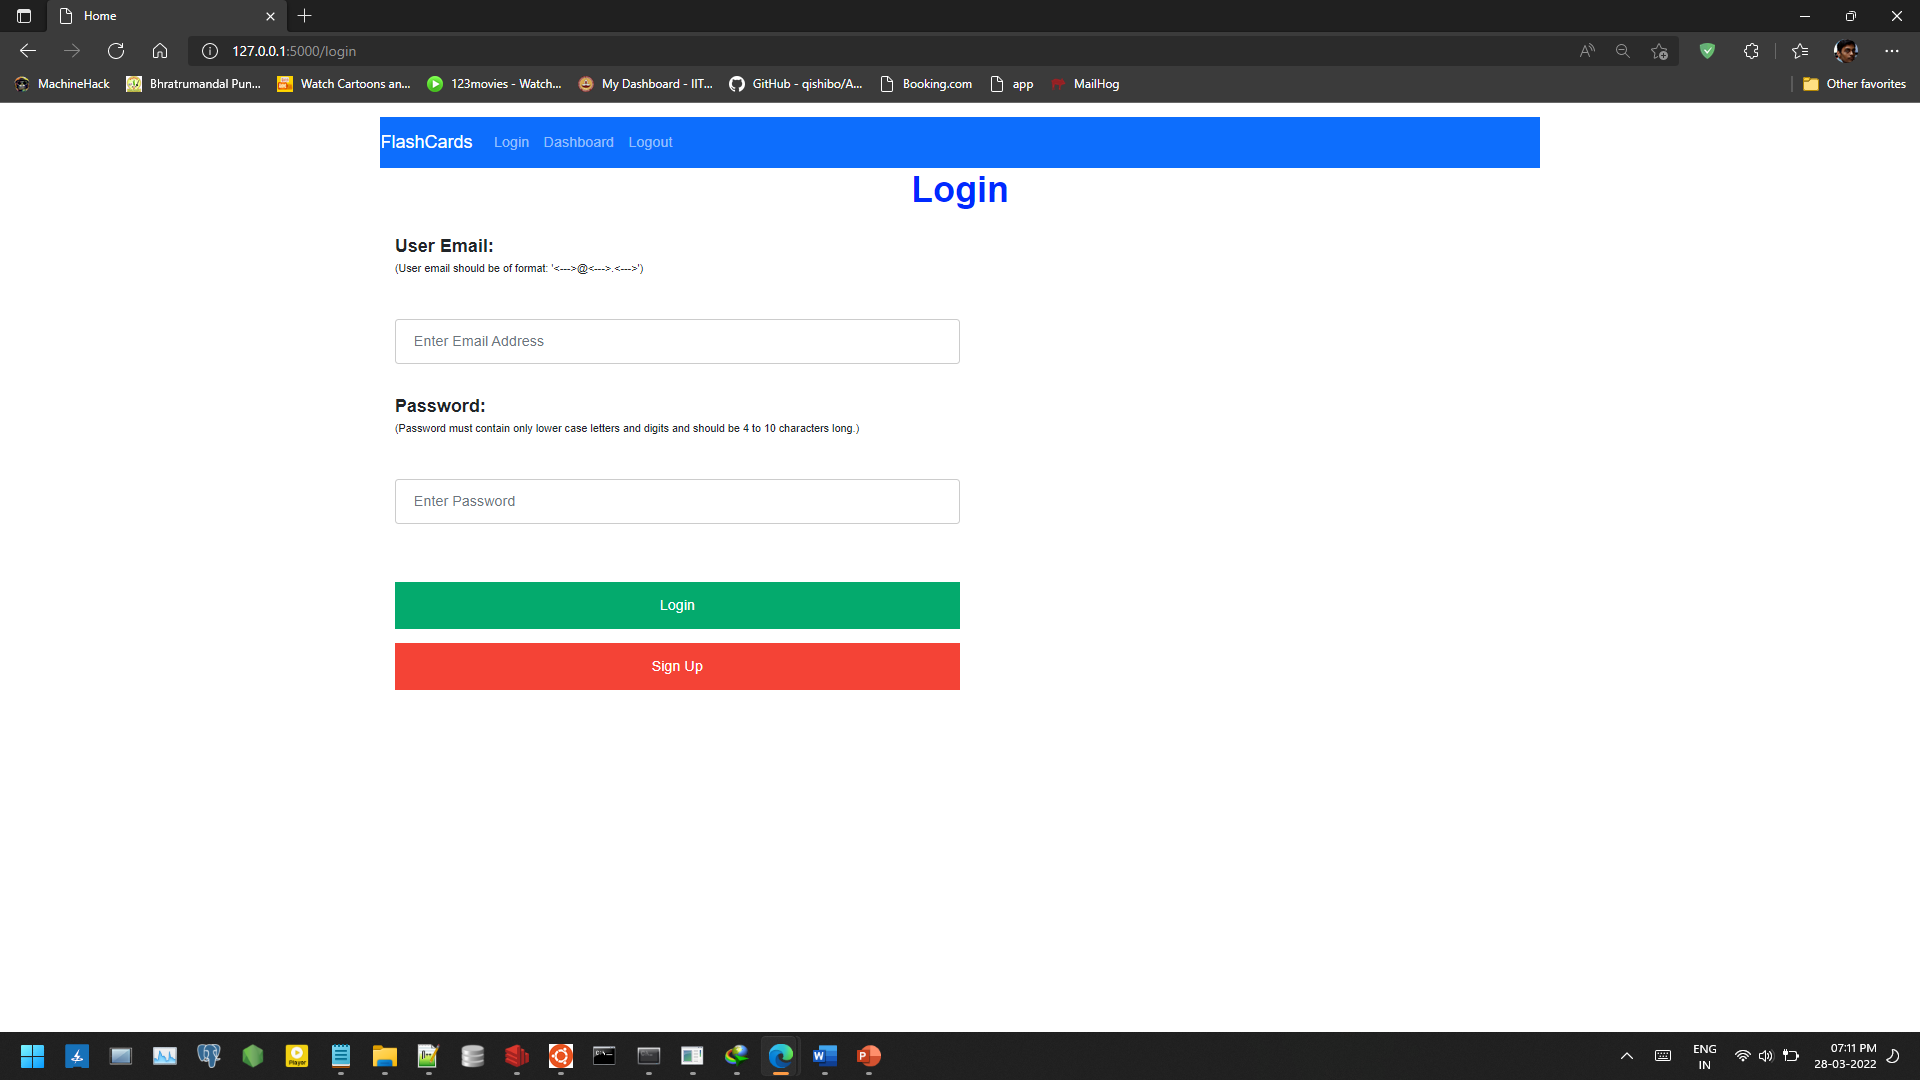 Home
127.0.0.1:5000/login
MachineHack
Bhratrumandal Pun...
Watch Cartoons an...
123movies - Watch...
My Dashboard - IIT...
GitHub - qishibo/A...
Booking.com
app
MailHog
Other favorites
FlashCards Login Dashboard Logout
Login
User Email:
(User email should be of format: '<--->@<--->.<--->')
Enter Email Address
Password:
(Password must contain only lower case letters and digits and should be 4 to 10 characters long.)
Enter Password
Login
Sign Up
ENG
IN
07:11 PM
28-03-2022